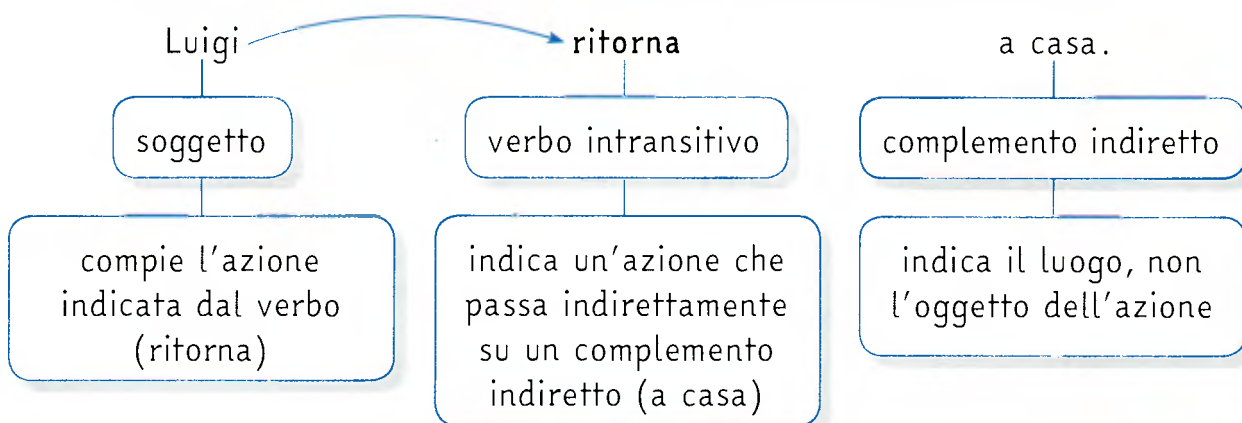 Luigi ritorna a casa.
soggetto verbo intransitivo complemento indiretto
compie l'azione
indicata dal verbo
(ritorna)
indica un'azione che
passa indirettamente
su un complemento
indiretto (a casa)
indica il luogo, non
l'oggetto dell'azione